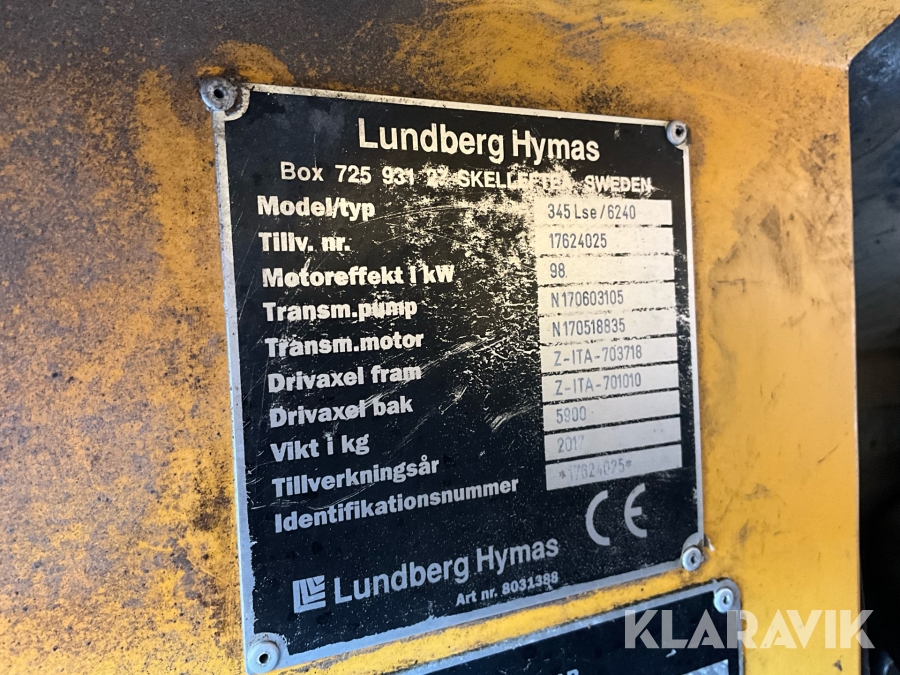 Lundberg Hymas
Box 725 931 27 SKELLEFTEÅ SWEDEN
Model/typ 345 Lse/6240
Tillv. nr. 17624025
Motoreffekt i kW 98
Transm.pump N170603105
Transm.motor N170518835
Drivaxel fram Z-ITA-703718
Drivaxel bak Z-ITA-701010
Vikt i kg 5900
Tillverkningsår 2017
Identifikationsnummer *17624025*
CE
Lundberg Hymas
Art nr. 8031388
KLARAVIK